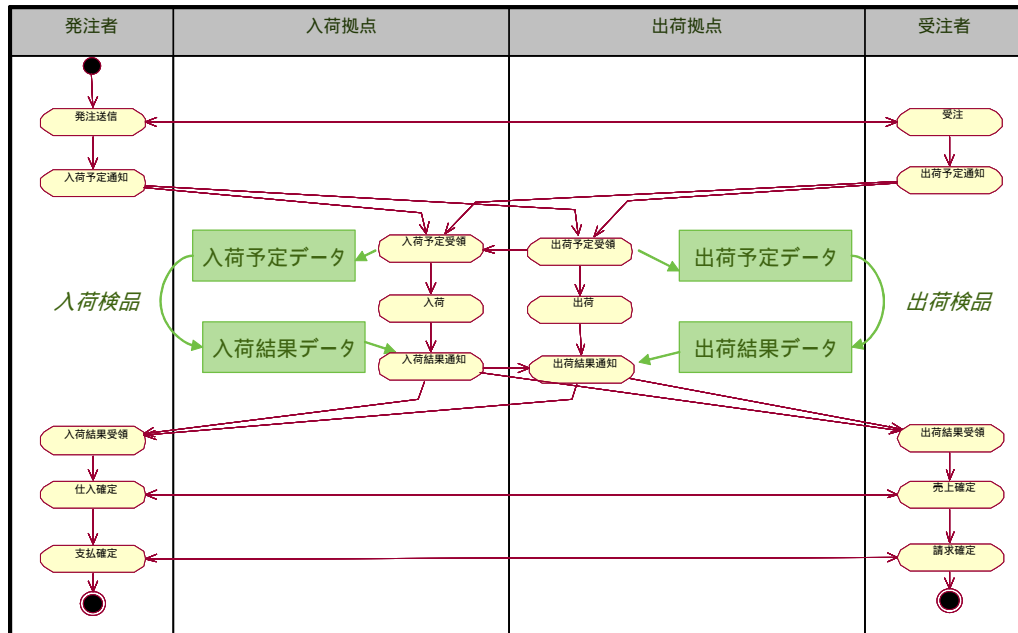 発注者
入荷拠点
出荷拠点
受注者
発注送信
受注
入荷予定通知
出荷予定通知
入荷予定受領
出荷予定受領
入荷予定データ
出荷予定データ
入荷検品
入荷
出荷
出荷検品
入荷結果データ
出荷結果データ
入荷結果通知
出荷結果通知
入荷結果受領
出荷結果受領
仕入確定
売上確定
支払確定
請求確定